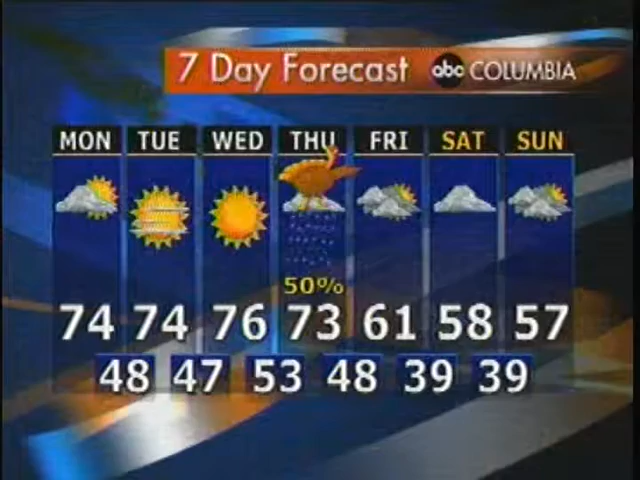 7 Day Forecast abc COLUMBIA
MON TUE WED THU FRI SAT SUN
50%
74 74 76 73 61 58 57
48 47 53 48 39 39